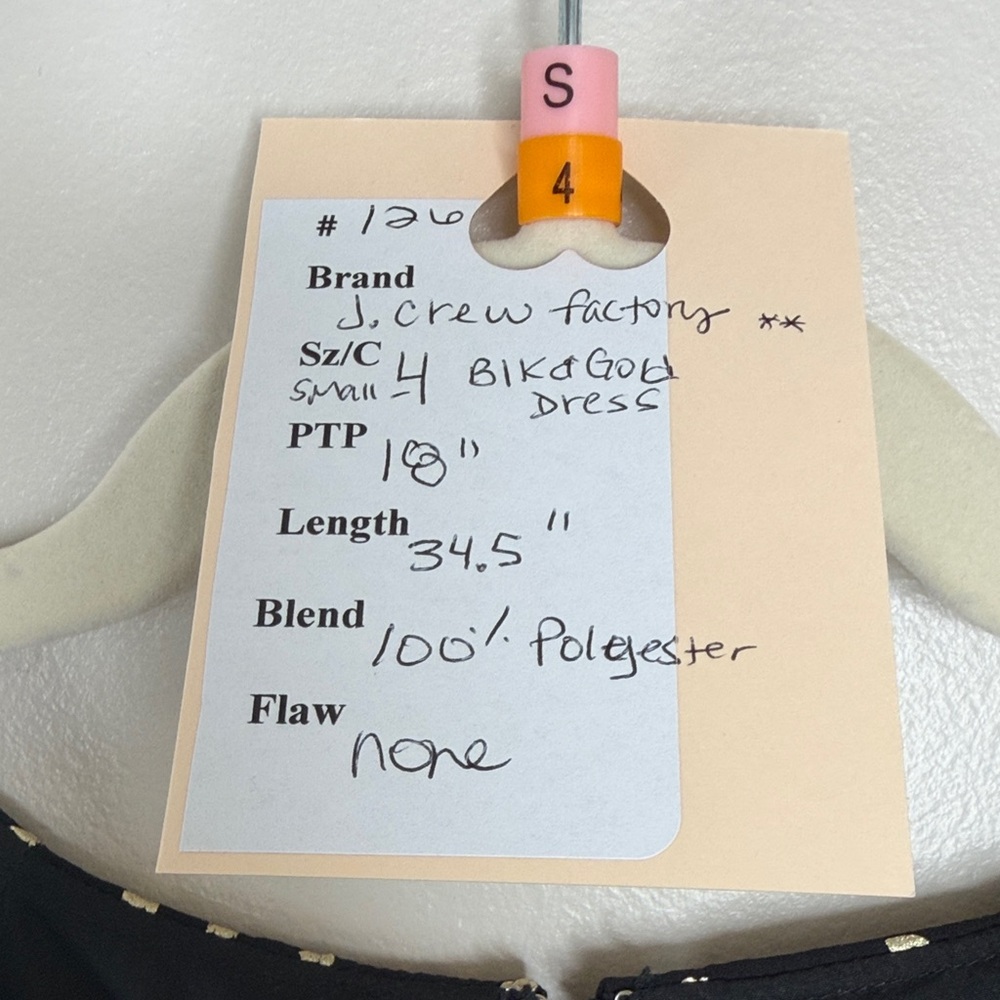 S
4
# 126
Brand
J. crew factory **
Sz/C
small -4 Blk & Gold
Dress
PTP
18"
Length
34.5"
Blend
100% Polyester
Flaw
none